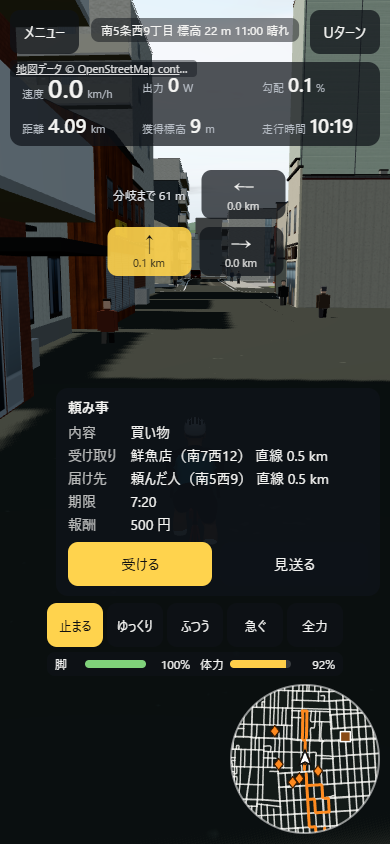 メニュー
南5条西9丁目 標高 22 m 11:00 晴れ
Uターン
地図データ © OpenStreetMap cont...
速度 0.0 km/h
出力 0 W
勾配 0.1 %
距離 4.09 km
獲得標高 9 m
走行時間 10:19
分岐まで 61 m
←
0.0 km
↑
0.1 km
→
0.0 km
頼み事
内容 買い物
受け取り 鮮魚店（南7西12） 直線 0.5 km
届け先 頼んだ人（南5西9） 直線 0.5 km
期限 7:20
報酬 500 円
受ける
見送る
止まる
ゆっくり
ふつう
急ぐ
全力
脚 100%
体力 92%